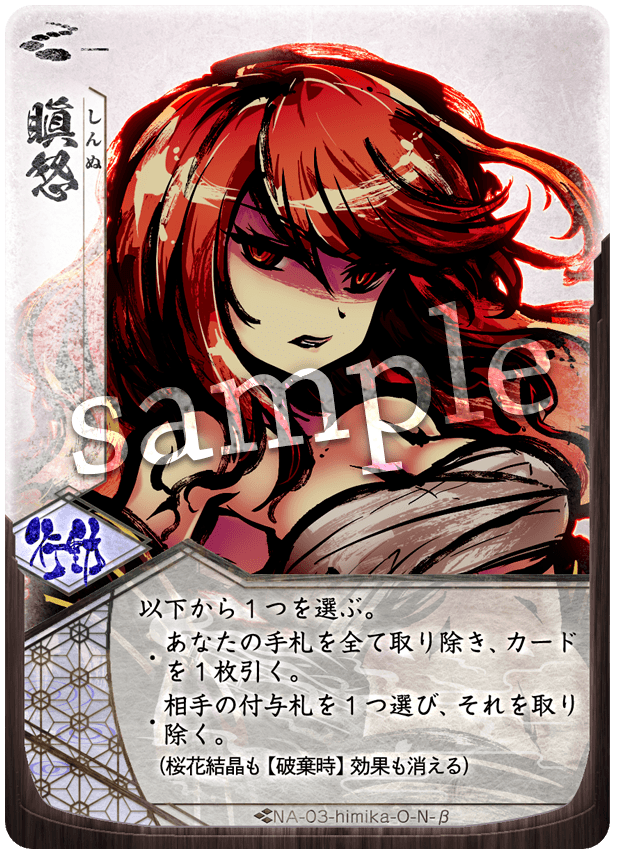 瞋怒
しんぬ
sample
行動
以下から1つを選ぶ。
・あなたの手札を全て取り除き、カード
を1枚引く。
・相手の付与札を1つ選び、それを取り
除く。
(桜花結晶も【破棄時】効果も消える)
NA-03-himika-O-N-β